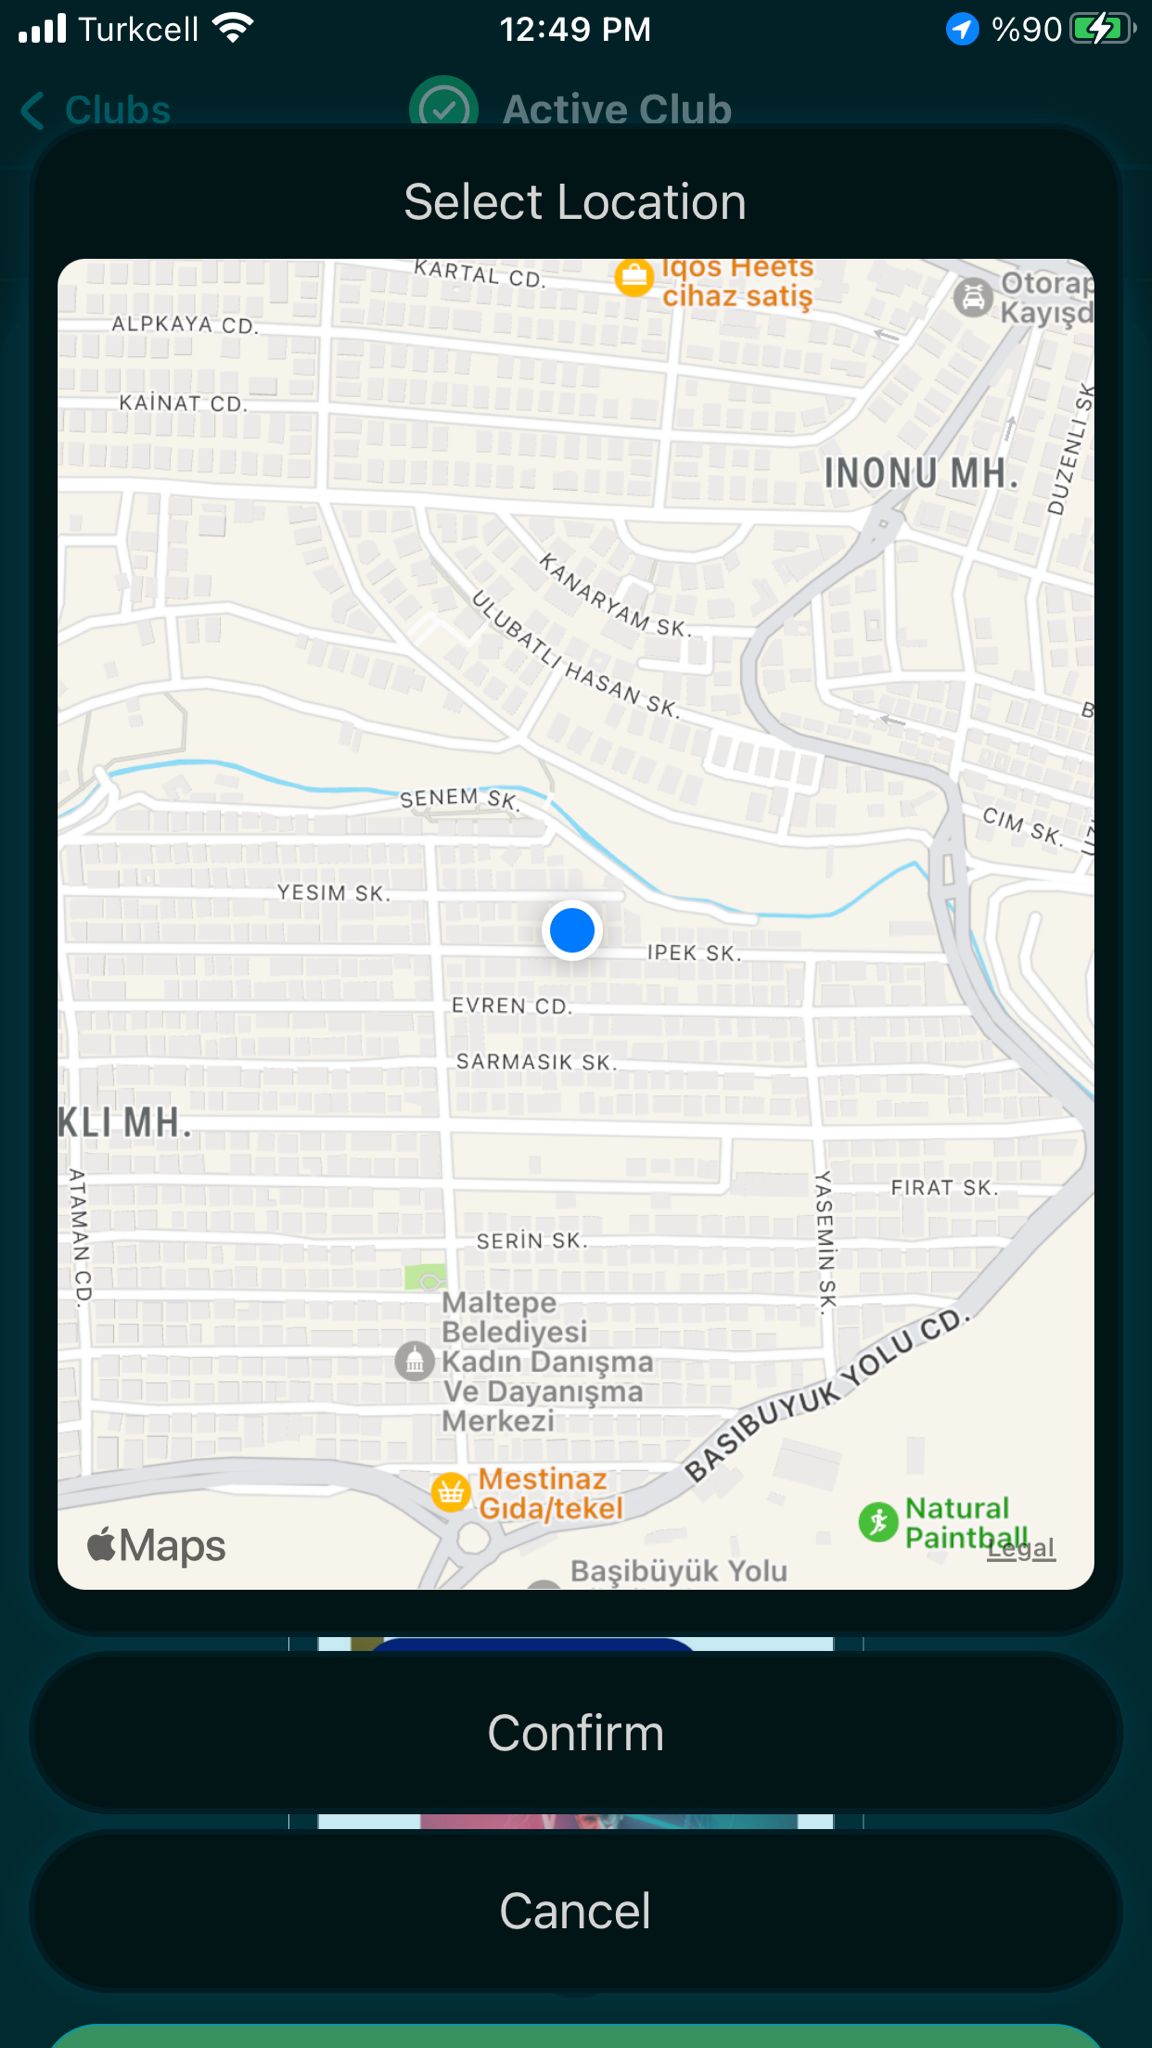 Turkcell 12:49 PM %90
Clubs Active Club
Select Location
KARTAL CD.
Iqos Heets
cihaz satiş
ALPKAYA CD.
KAİNAT CD.
DUZENLI SK
INONU MH.
KANARYAM SK.
ULUBATLI HASAN SK.
SENEM SK.
CIM SK.
YESIM SK.
IPEK SK.
EVREN CD.
SARMASIK SK.
KLI MH.
ATAMAN CD.
YASEMİN SK.
FIRAT SK.
SERİN SK.
Maltepe
Belediyesi
Kadın Danışma
Ve Dayanışma
Merkezi
BASIBUYUK YOLU CD.
Mestinaz
Gıda/tekel
Natural
Paintball
Maps
Legal
Başibüyük Yolu
Confirm
Cancel